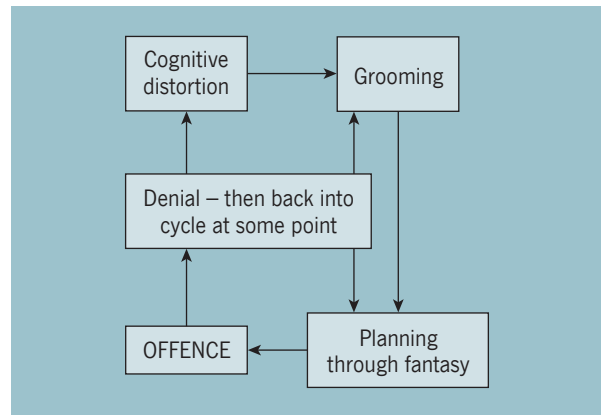 Cognitive
distortion
Grooming
Denial – then back into
cycle at some point
OFFENCE
Planning
through fantasy